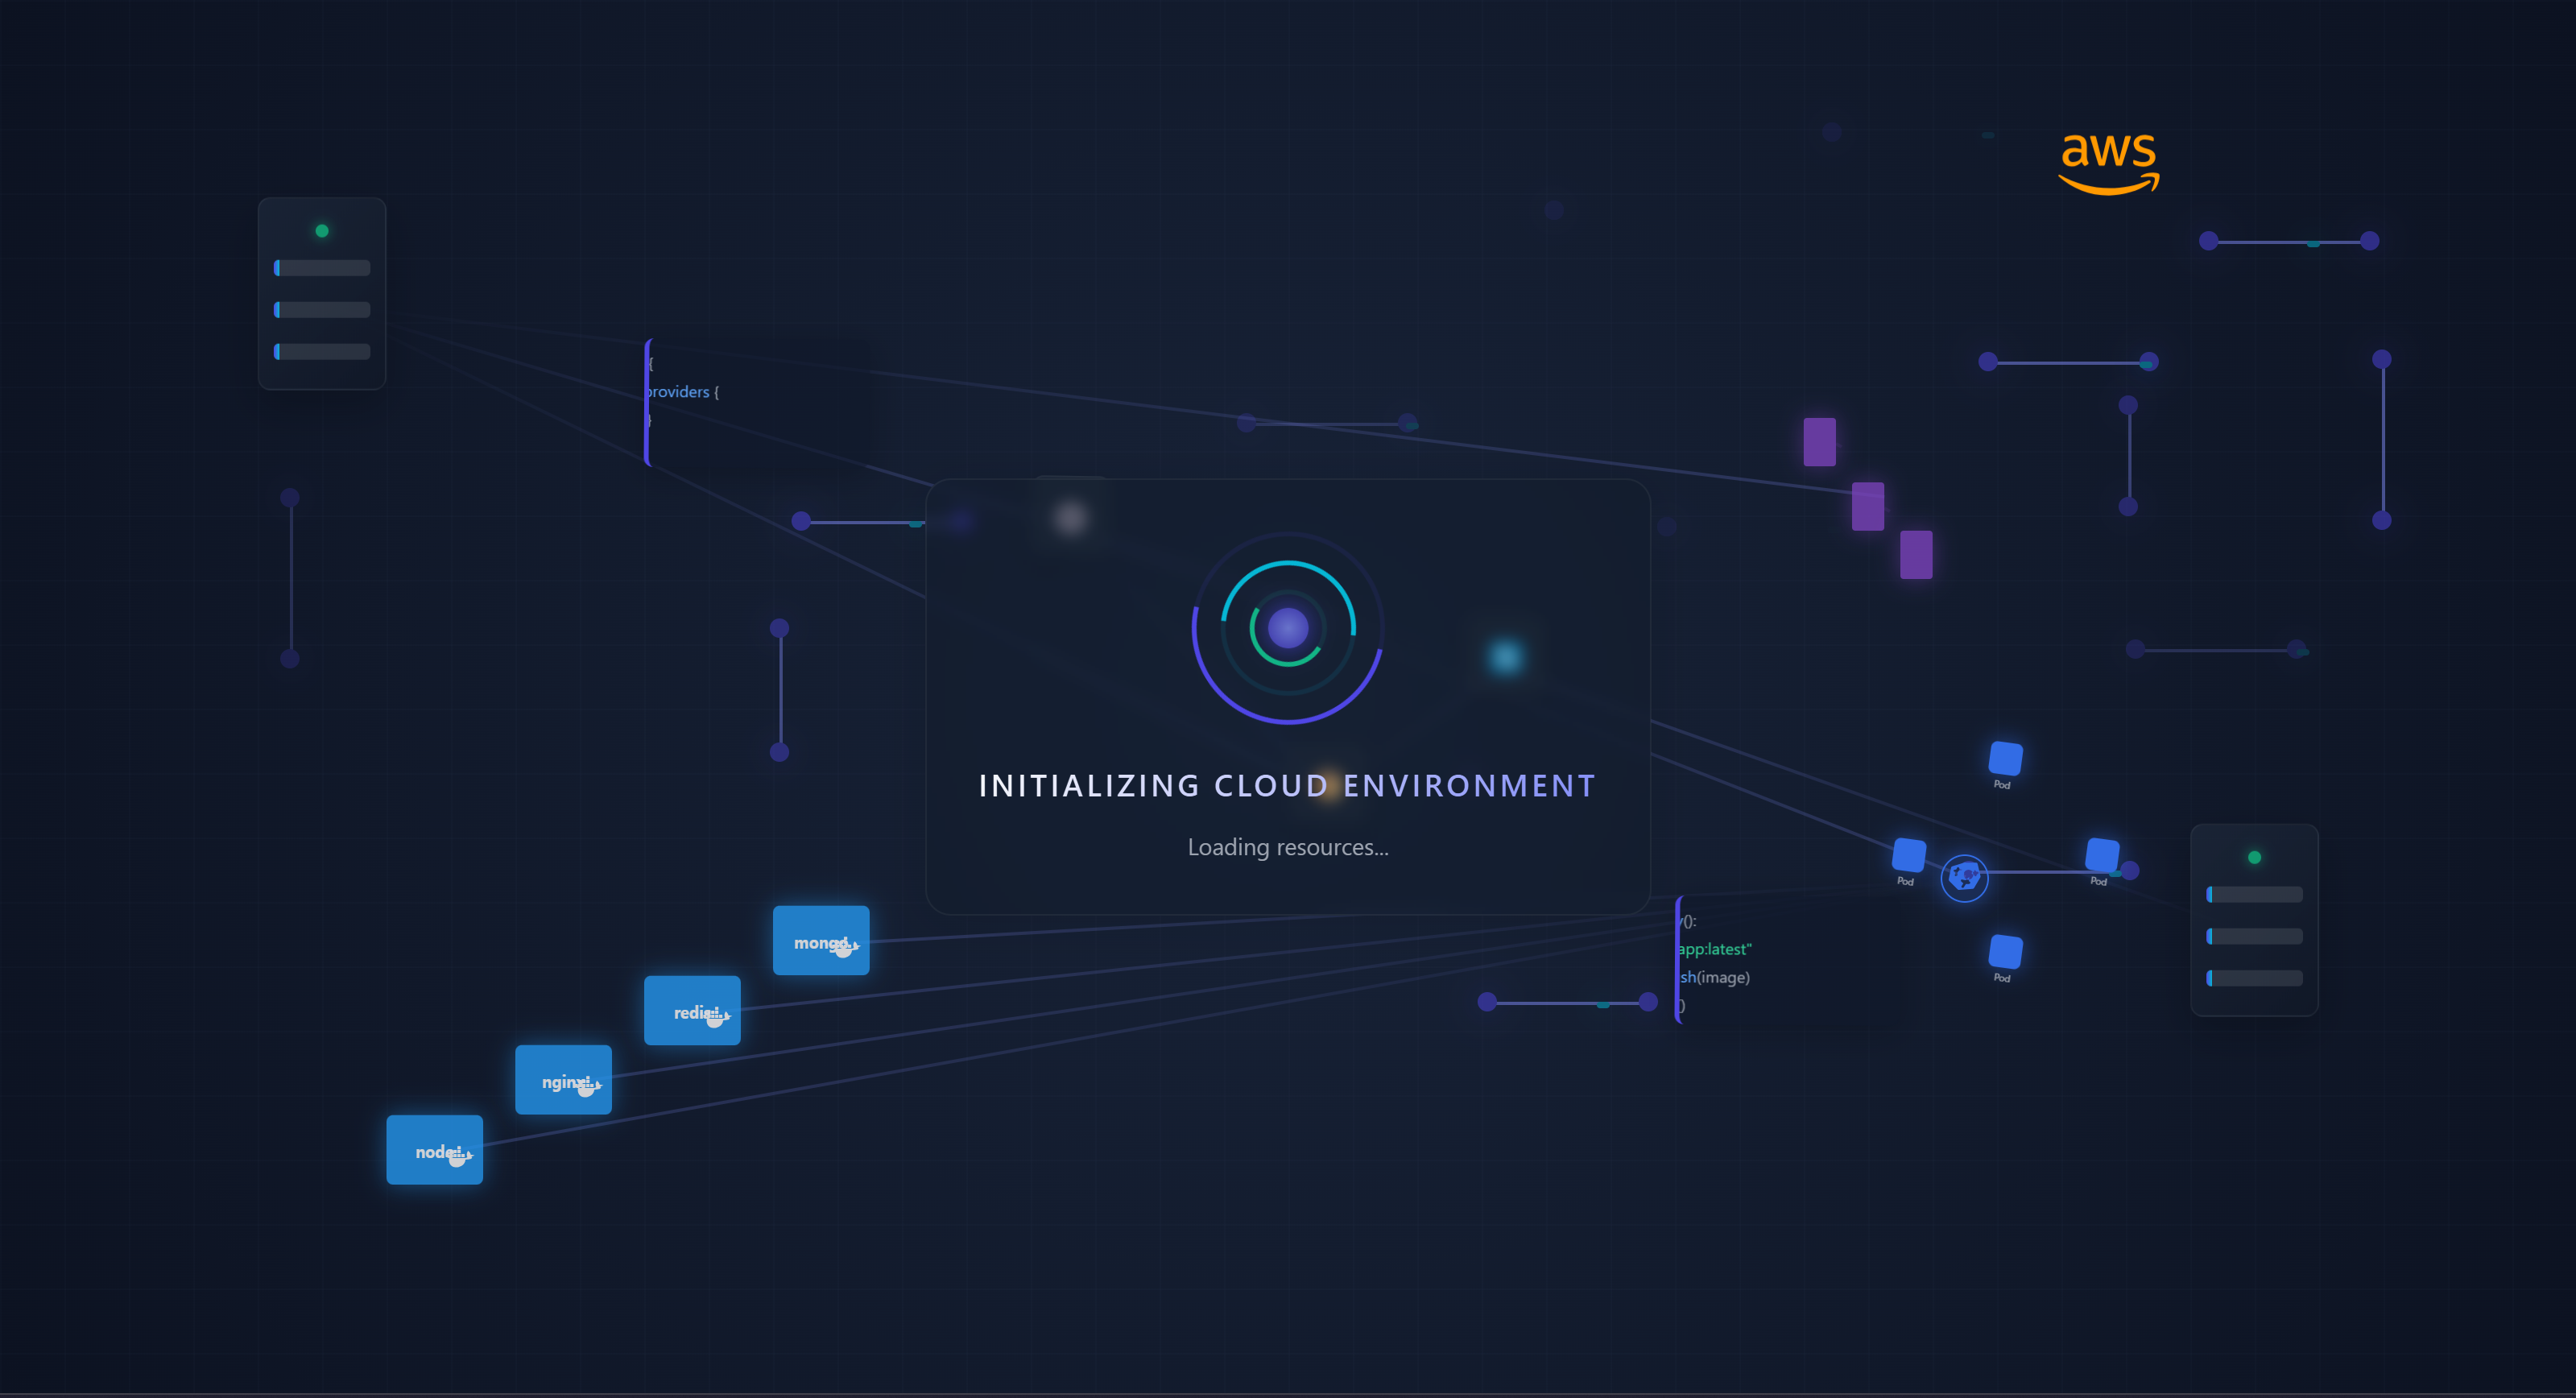 aws
{
providers {
}
INITIALIZING CLOUD ENVIRONMENT
Loading resources...
Pod
Pod
Pod
Pod
mongo
redis
nginx
node
y():
app:latest"
sh(image)
()